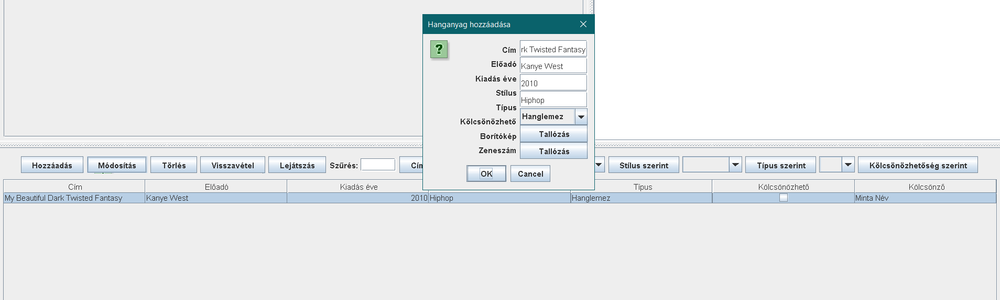 Hanganyag hozzáadása
?
Cím rk Twisted Fantasy
Előadó Kanye West
Kiadás éve 2010
Stílus Hiphop
Típus Hanglemez
Kölcsönözhető
Borítókép Tallózás
Zeneszám Tallózás
OK Cancel
Hozzáadás Módosítás Törlés Visszavétel Lejátszás Szűrés: Cím Stílus szerint Típus szerint Kölcsönözhetőség szerint
Cím Előadó Kiadás éve Típus Kölcsönözhető Kölcsönző
My Beautiful Dark Twisted Fantasy Kanye West 2010 Hiphop Hanglemez Minta Név